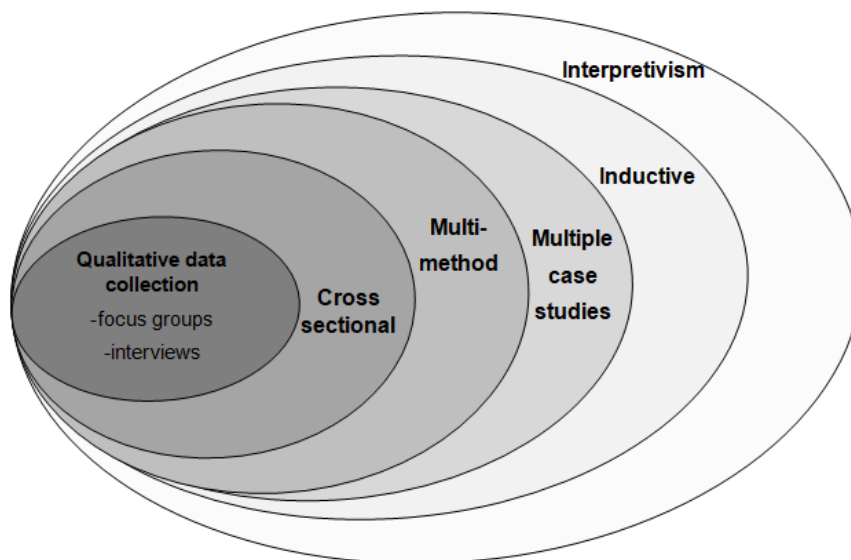 Interpretivism
Inductive
Multiple
case
studies
Multi-
method
Cross
sectional
Qualitative data
collection
-focus groups
-interviews